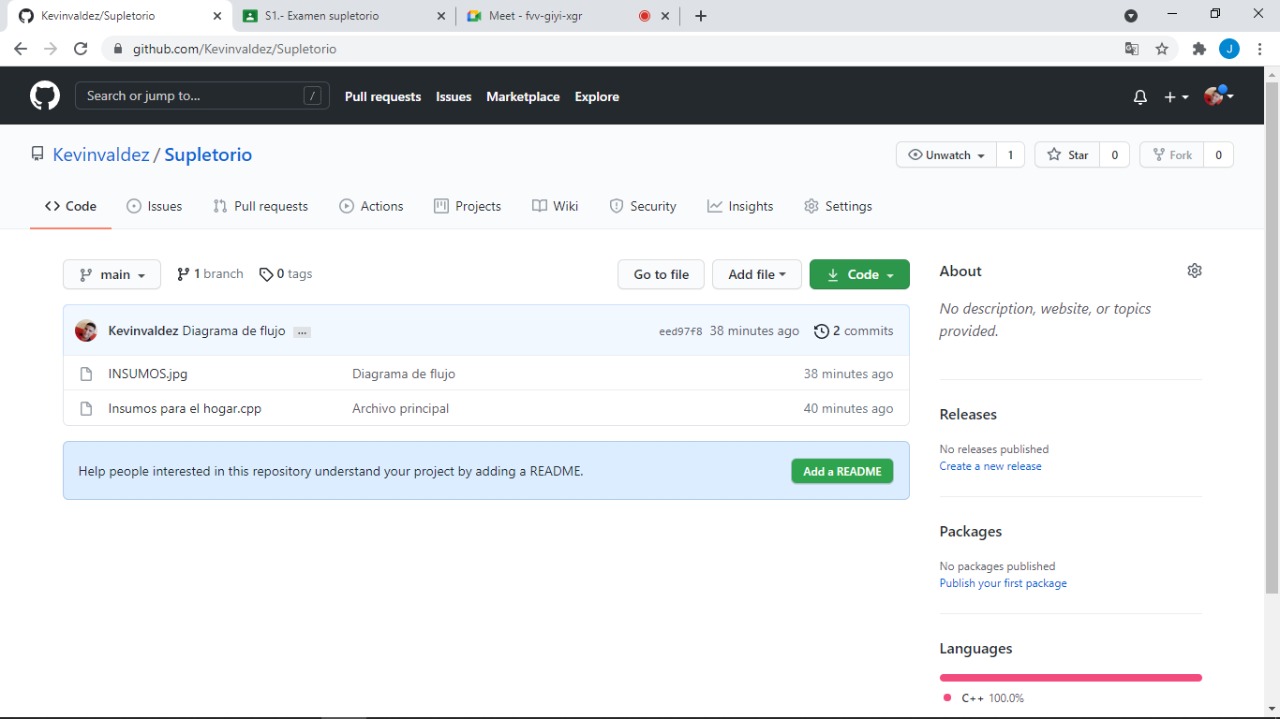 Kevinvaldez/Supletorio
S1.- Examen supletorio
Meet - fvv-giyi-xgr
github.com/Kevinvaldez/Supletorio
J
Search or jump to...
/
Pull requests
Issues
Marketplace
Explore
Kevinvaldez / Supletorio
Unwatch 1
Star 0
Fork 0
Code
Issues
Pull requests
Actions
Projects
Wiki
Security
Insights
Settings
main
1 branch
0 tags
Go to file
Add file
Code
Kevinvaldez Diagrama de flujo ...
eed97f8 38 minutes ago
2 commits
INSUMOS.jpg Diagrama de flujo 38 minutes ago
Insumos para el hogar.cpp Archivo principal 40 minutes ago
Help people interested in this repository understand your project by adding a README.
Add a README
About
No description, website, or topics
provided.
Releases
No releases published
Create a new release
Packages
No packages published
Publish your first package
Languages
C++ 100.0%